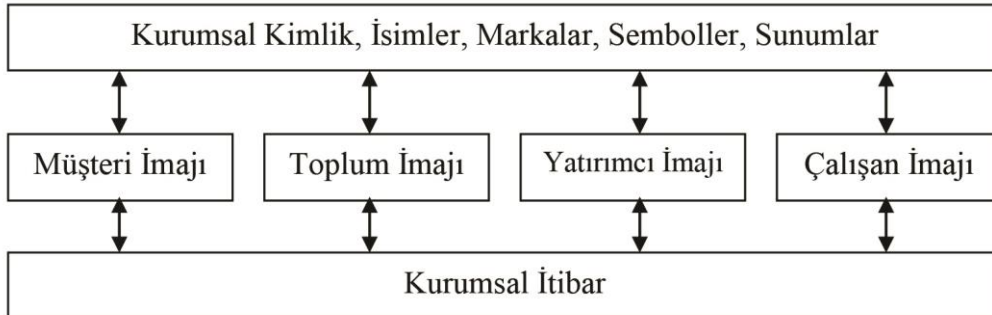 Kurumsal Kimlik, İsimler, Markalar, Semboller, Sunumlar
Müşteri İmajı
Toplum İmajı
Yatırımcı İmajı
Çalışan İmajı
Kurumsal İtibar